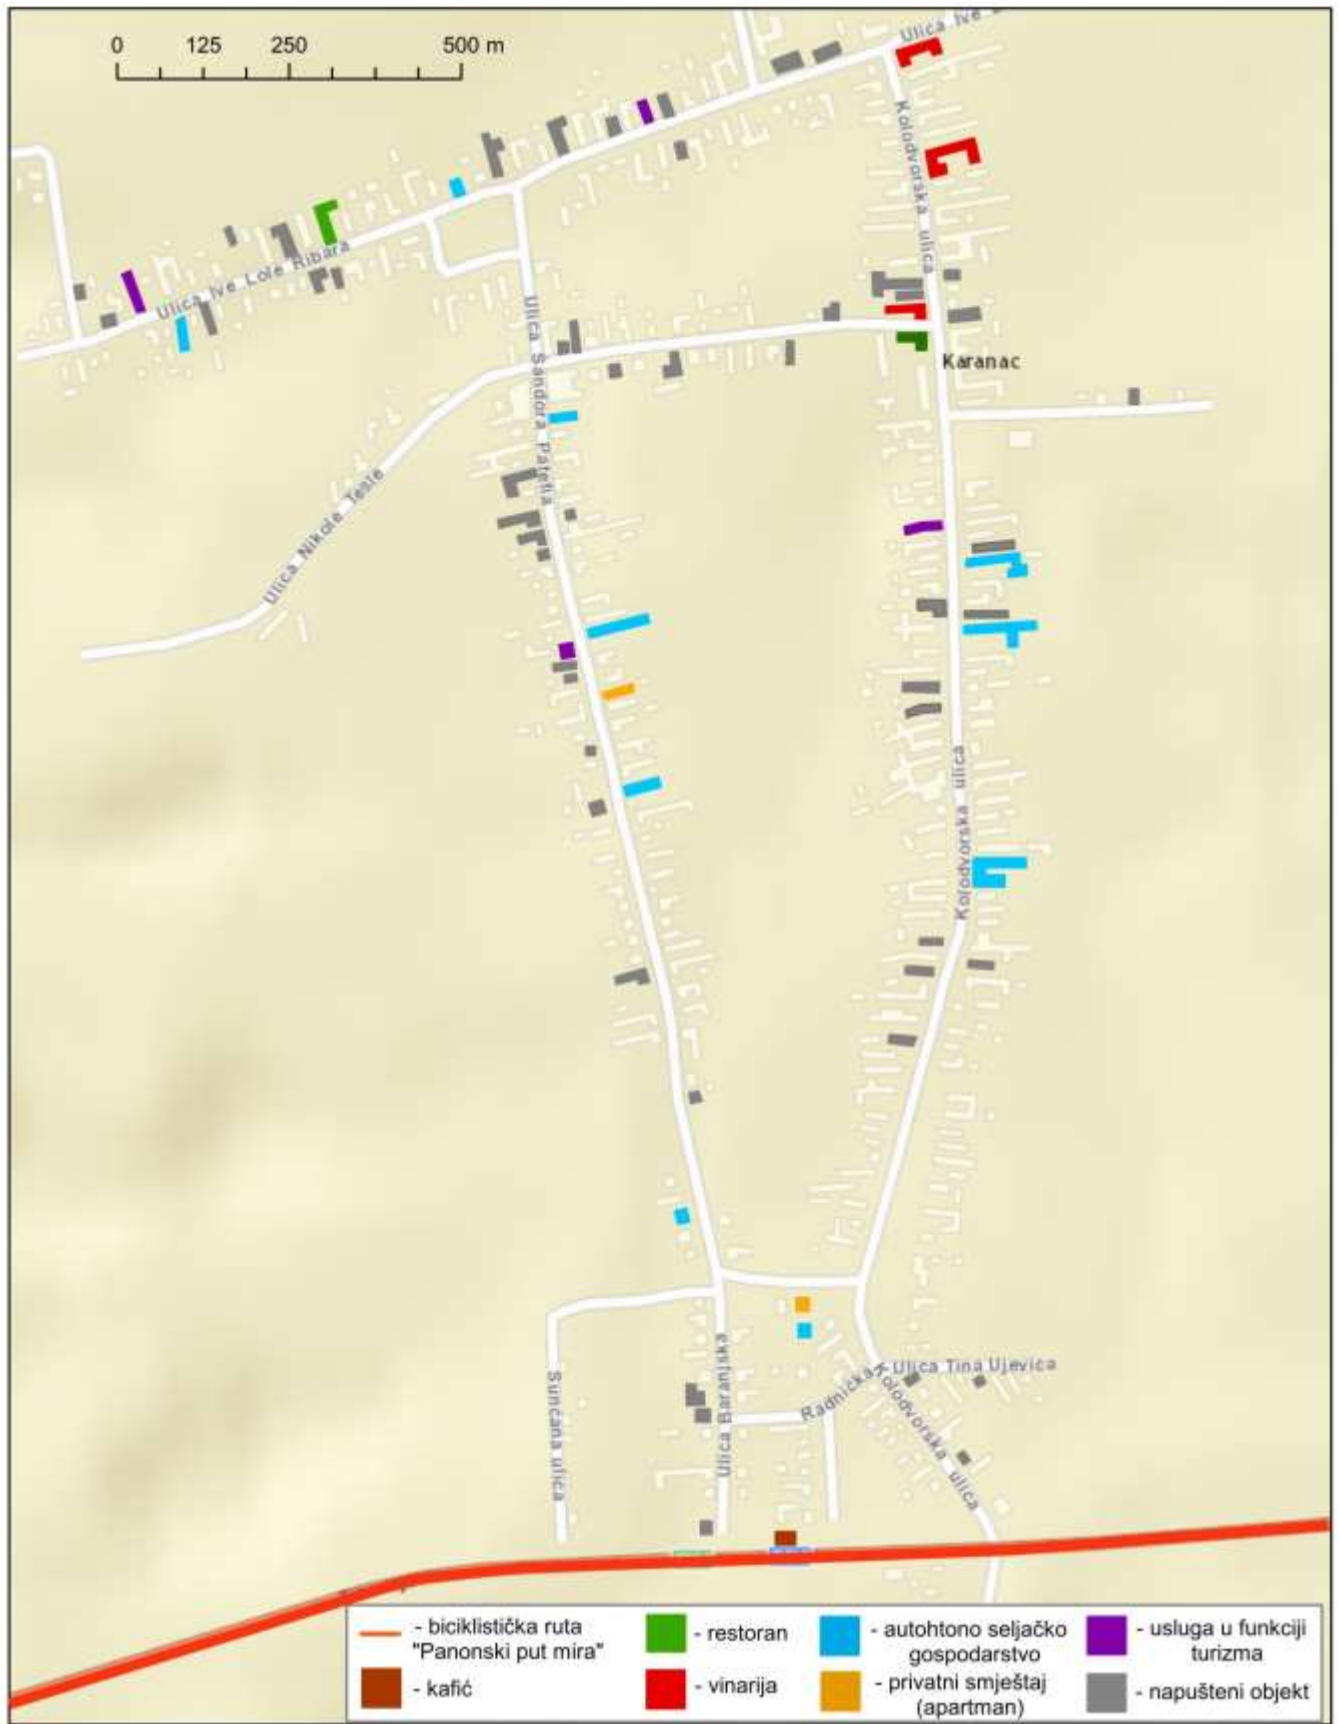 0 125 250 500 m
Ulica Ive
Kolodvorska ulica
Ulica Ive Lole Ribara
Ulica Šandora Patefia
Karanac
Ulica Nikole Tesle
Kolodvorska ulica
Ulica Tina Ujevića
Radnička
Kolodvorska ulica
Ulica Baranjska
Sunčana ulica
- biciklistička ruta
"Panonski put mira"
- kafić
- restoran
- vinarija
- autohtono seljačko
gospodarstvo
- privatni smještaj
(apartman)
- usluga u funkciji
turizma
- napušteni objekt